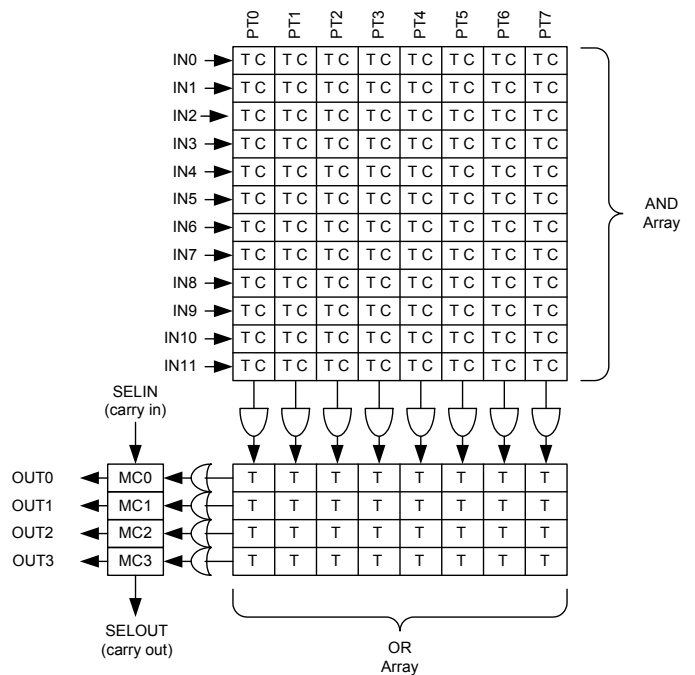 PT0 PT1 PT2 PT3 PT4 PT5 PT6 PT7
IN0 T C T C T C T C T C T C T C T C
IN1 T C T C T C T C T C T C T C T C
IN2 T C T C T C T C T C T C T C T C
IN3 T C T C T C T C T C T C T C T C
IN4 T C T C T C T C T C T C T C T C
IN5 T C T C T C T C T C T C T C T C
IN6 T C T C T C T C T C T C T C T C
IN7 T C T C T C T C T C T C T C T C
IN8 T C T C T C T C T C T C T C T C
IN9 T C T C T C T C T C T C T C T C
IN10 T C T C T C T C T C T C T C T C
IN11 T C T C T C T C T C T C T C T C
AND
Array
SELIN
(carry in)
OUT0 MC0 T T T T T T T T
OUT1 MC1 T T T T T T T T
OUT2 MC2 T T T T T T T T
OUT3 MC3 T T T T T T T T
SELOUT
(carry out)
OR
Array